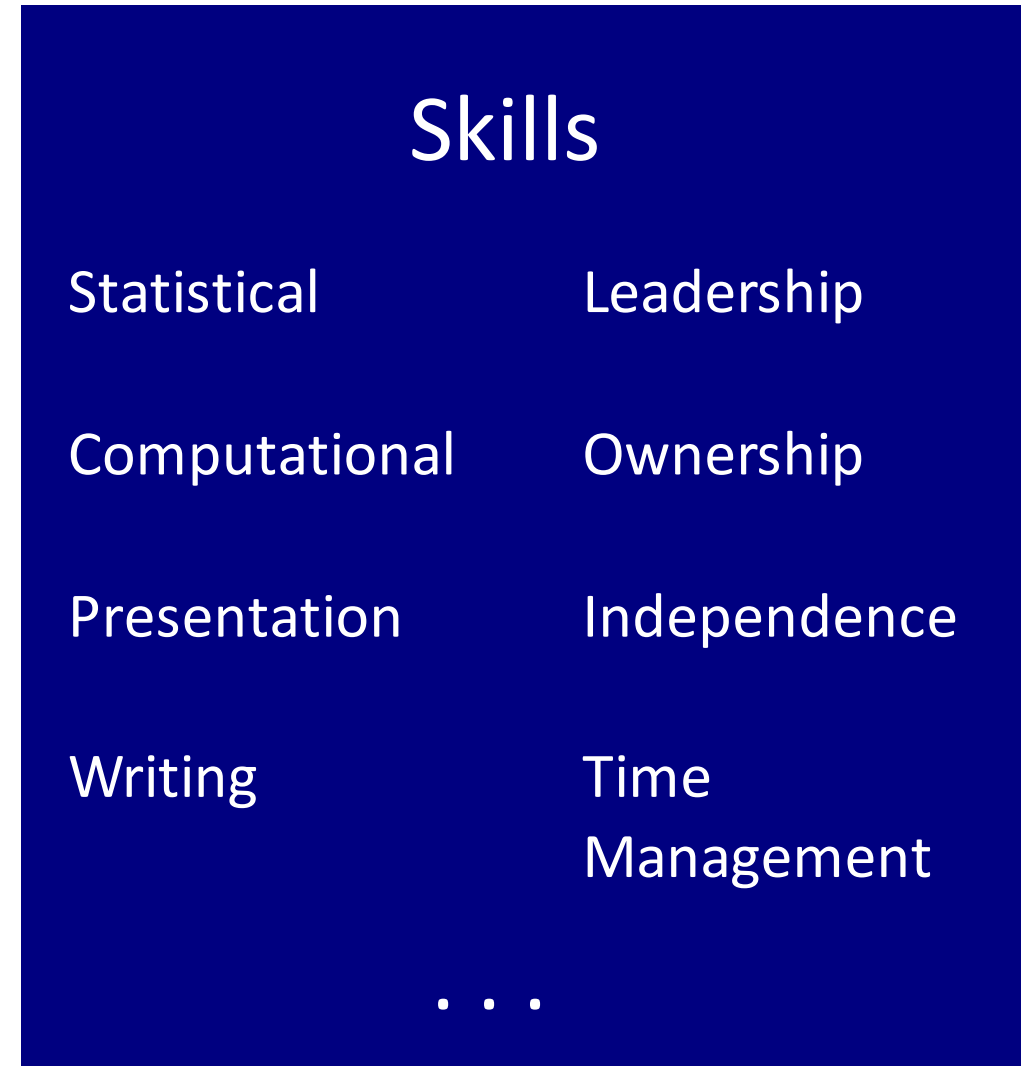 Skills
Statistical
Leadership
Computational
Ownership
Presentation
Independence
Writing
Time
Management
. . .